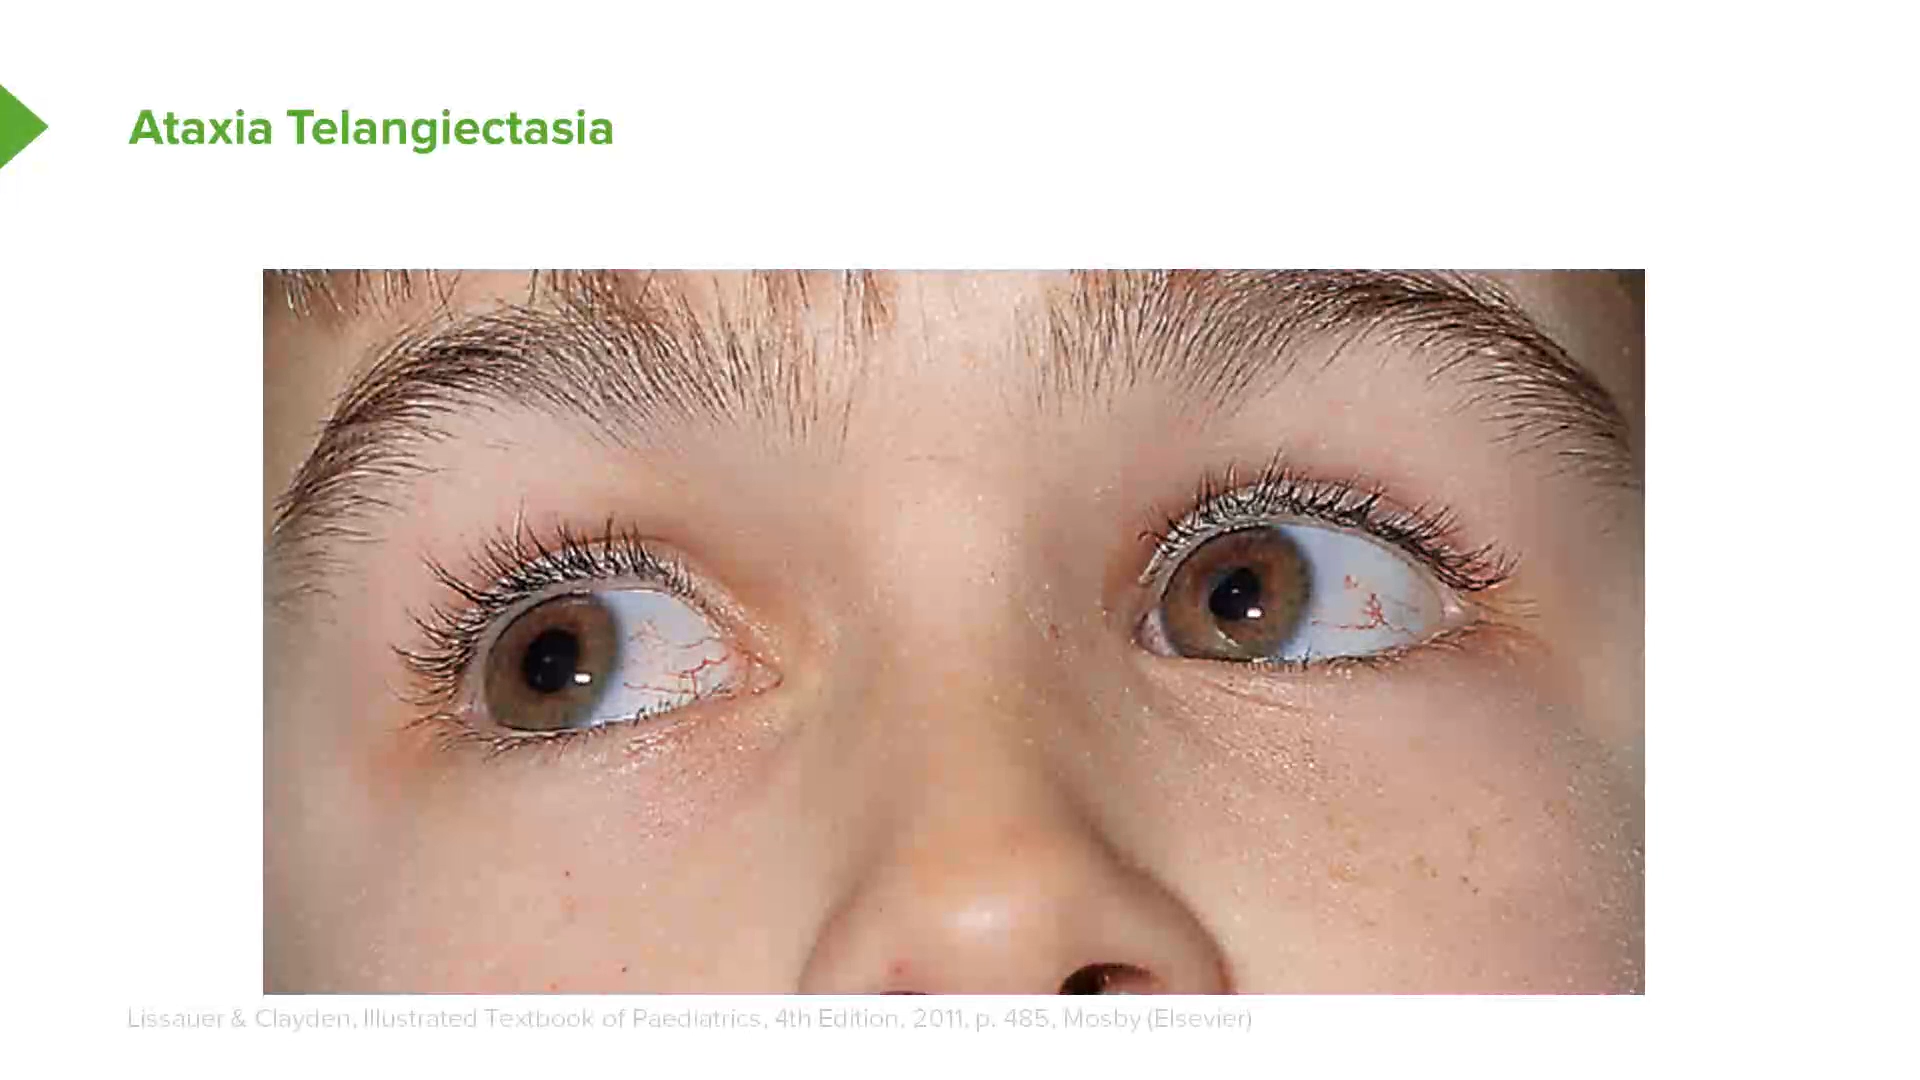 Ataxia Telangiectasia
Lissauer & Clayden, Illustrated Textbook of Paediatrics, 4th Edition, 2011, p. 485, Mosby (Elsevier)